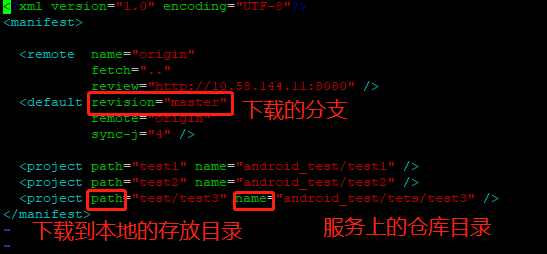 <?xml version="1.0" encoding="UTF-8"?>
<manifest>
<remote name="origin"
fetch=".."
review="http://10.58.144.11:8080" />
<default revision="master" 下载的分支
remote="origin"
sync-j="4" />
<project path="test1" name="android_test/test1" />
<project path="test2" name="android_test/test2" />
<project path="test/test3" name="android_test/tets/test3" />
</manifest>
下载到本地的存放目录 服务上的仓库目录
~
~